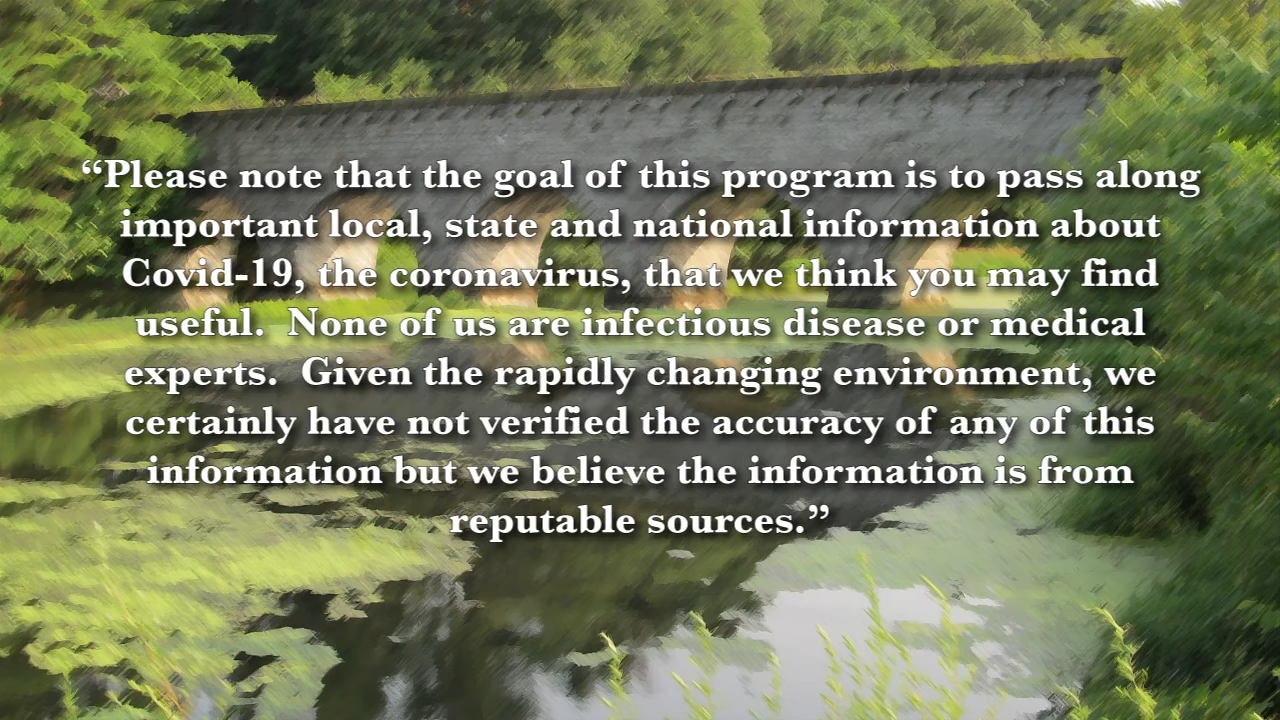 “Please note that the goal of this program is to pass along
important local, state and national information about
Covid-19, the coronavirus, that we think you may find
useful.  None of us are infectious disease or medical
experts.  Given the rapidly changing environment, we
certainly have not verified the accuracy of any of this
information but we believe the information is from
reputable sources.”